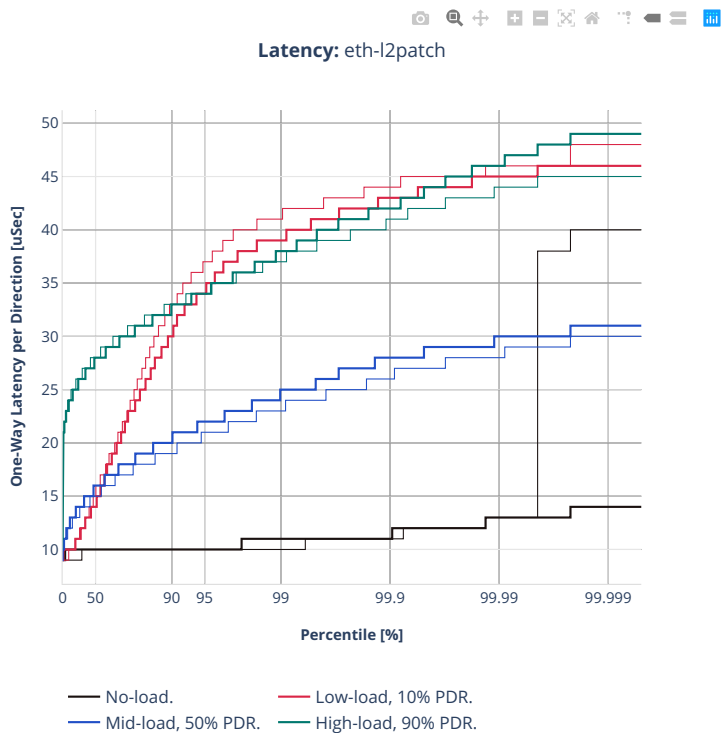 Latency: eth-l2patch
50
45
40
35
30
25
20
15
10
One-Way Latency per Direction [uSec]
0 50 90 95 99 99.9 99.99 99.999
Percentile [%]
No-load. Low-load, 10% PDR.
Mid-load, 50% PDR. High-load, 90% PDR.